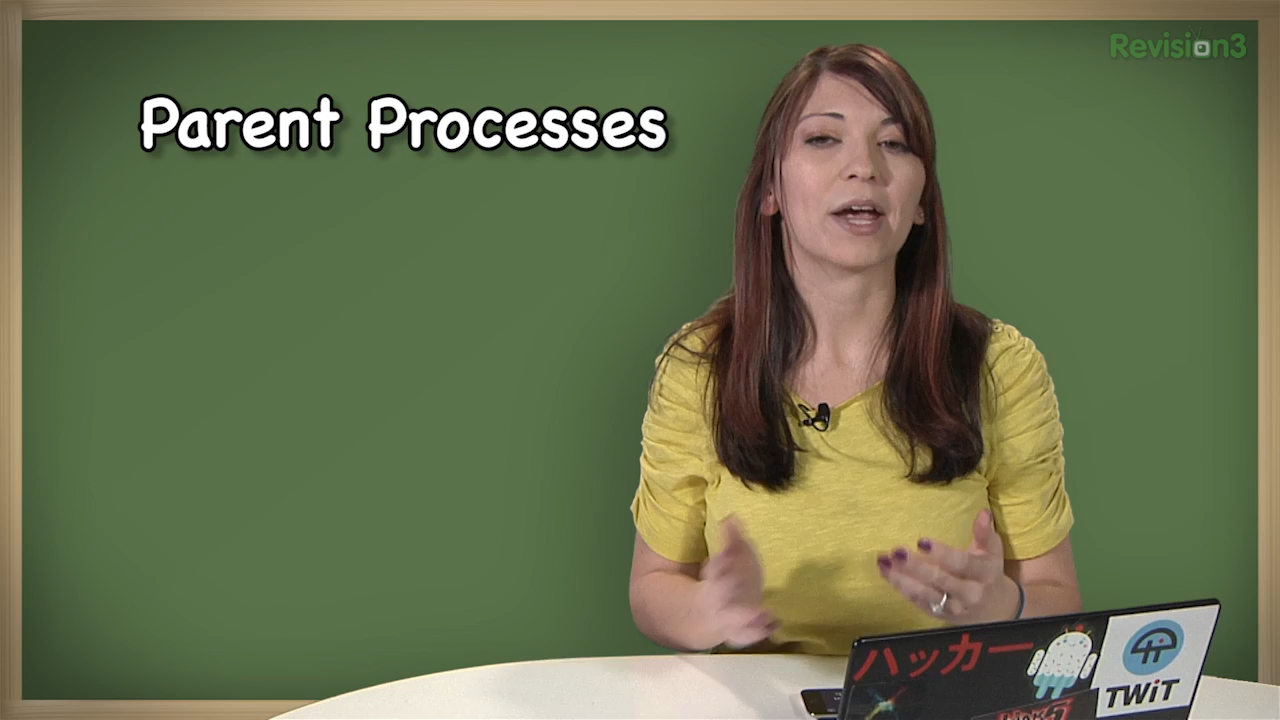 Revision3
Parent Processes
ハッカー
TWiT